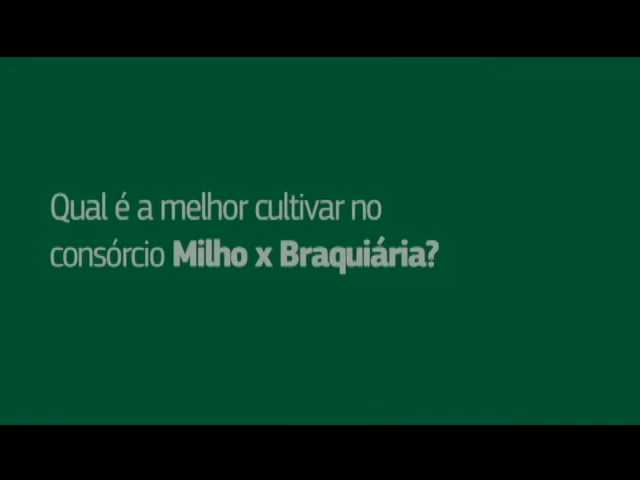 Qual é a melhor cultivar no
consórcio Milho x Braquiária?